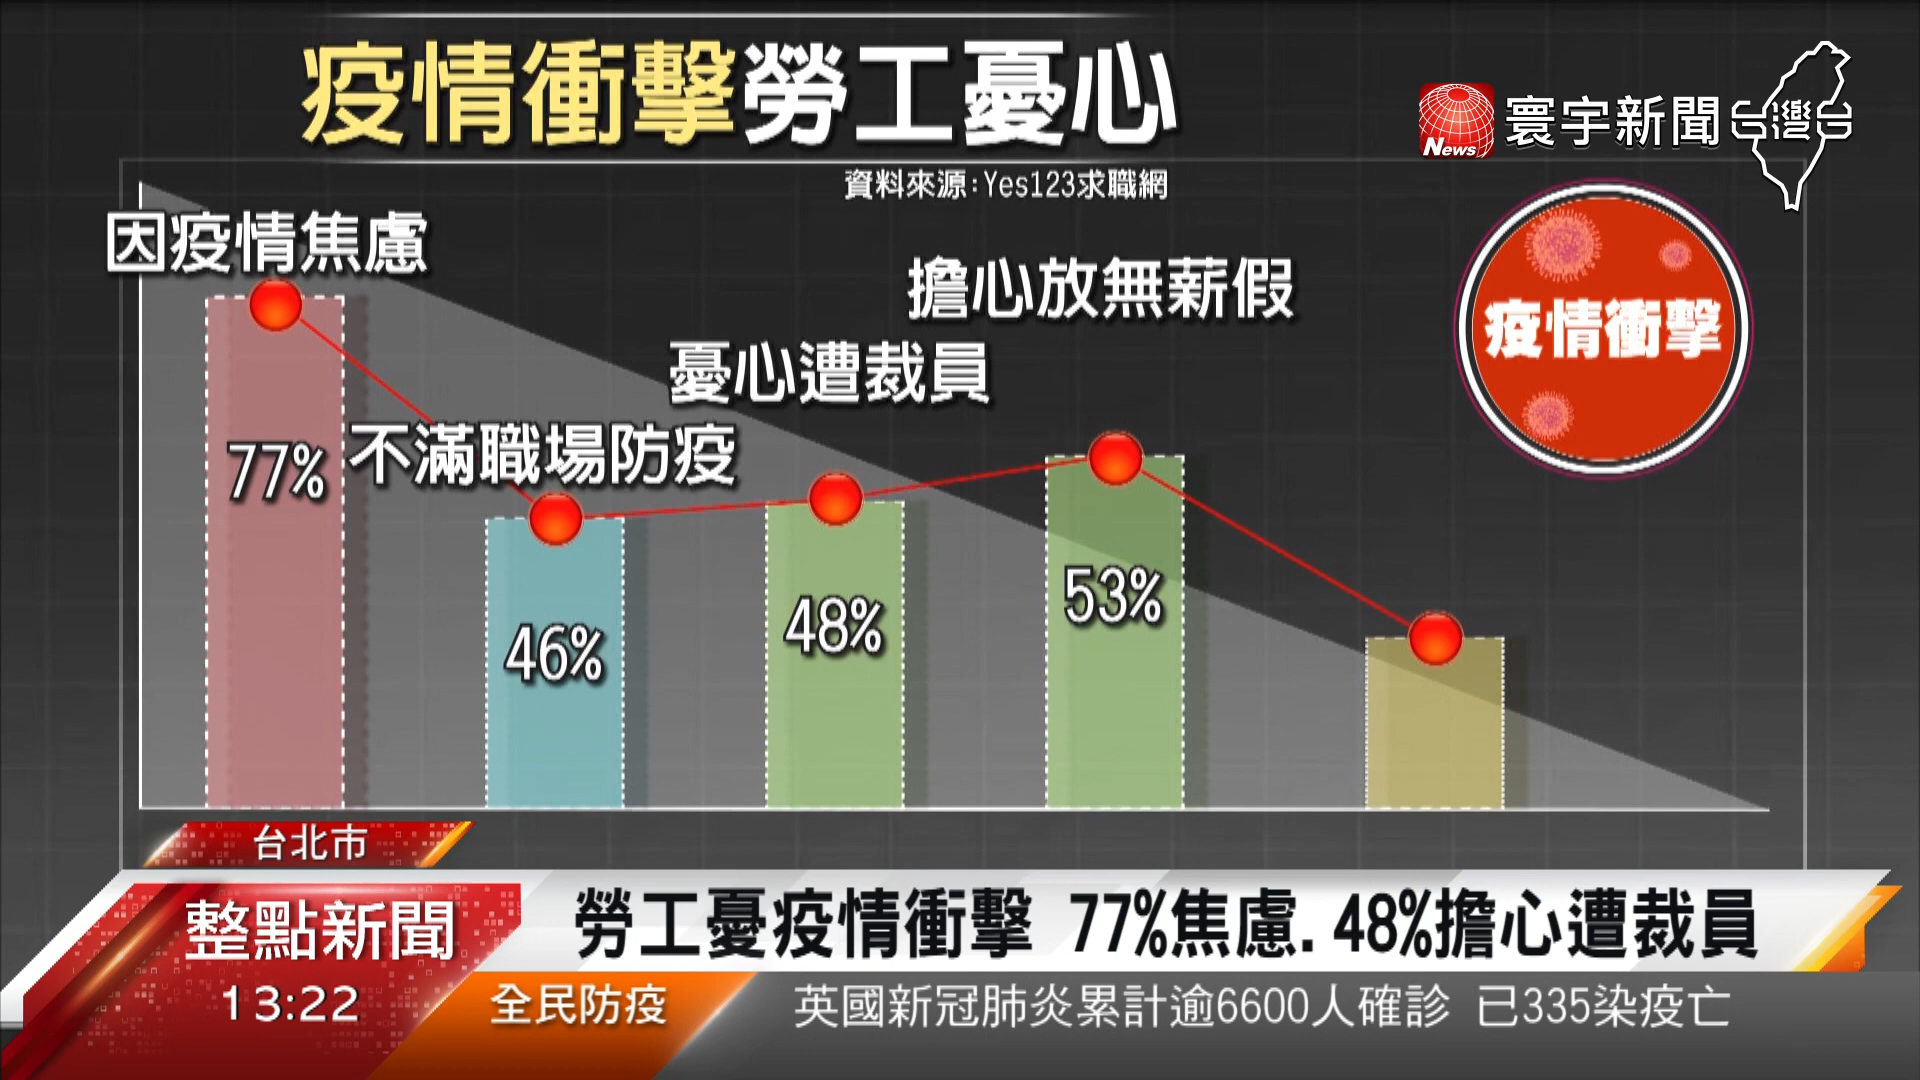 疫情衝擊勞工憂心
News 寰宇新聞 台灣台
資料來源:Yes123求職網
因疫情焦慮
擔心放無薪假
疫情衝擊
憂心遭裁員
不滿職場防疫
77%
46%
48%
53%
台北市
整點新聞
勞工憂疫情衝擊 77%焦慮.48%擔心遭裁員
13:22
全民防疫
英國新冠肺炎累計逾6600人確診 已335染疫亡